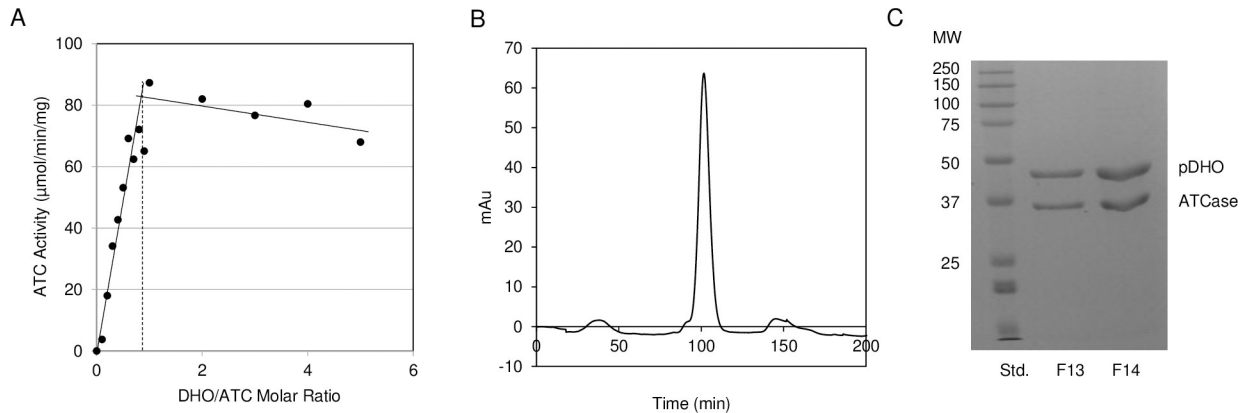 A
100
80
60
40
20
0
0
2
4
6
ATC Activity (µmol/min/mg)
DHO/ATC Molar Ratio
B
70
60
50
40
30
20
10
0
-10
0
50
100
150
200
mAu
Time (min)
C
MW
250
150
100
75
50
37
25
pDHO
ATCase
Std.
F13
F14